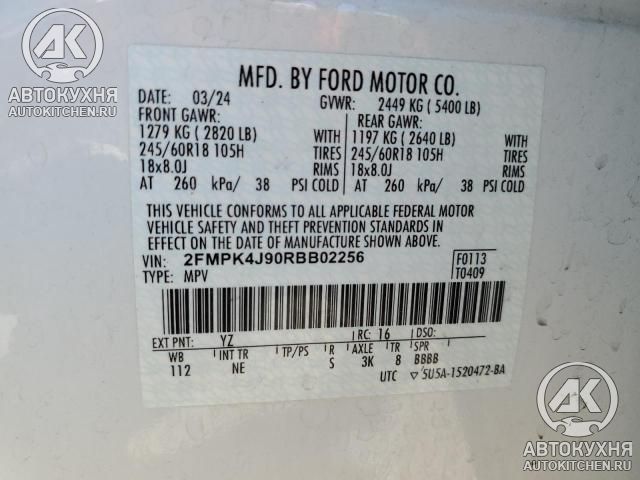 MFD. BY FORD MOTOR CO.
DATE: 03/24 GVWR: 2449 KG ( 5400 LB)
FRONT GAWR: REAR GAWR:
1279 KG ( 2820 LB) WITH 1197 KG ( 2640 LB) WITH
245/60R18 105H TIRES 245/60R18 105H TIRES
18x8.0J RIMS 18x8.0J RIMS
AT 260 kPa/ 38 PSI COLD AT 260 kPa/ 38 PSI COLD
THIS VEHICLE CONFORMS TO ALL APPLICABLE FEDERAL MOTOR
VEHICLE SAFETY AND THEFT PREVENTION STANDARDS IN
EFFECT ON THE DATE OF MANUFACTURE SHOWN ABOVE.
VIN: 2FMPK4J90RBB02256 F0113
TYPE: MPV T0409
EXT PNT: YZ RC: 16 DSO:
WB INT TR TP/PS R AXLE TR SPR
112 NE S 3K 8 BBBB
UTC ▽ 5U5A-1520472-BA
АВТОКУХНЯ
AUTOKITCHEN.RU
АВТОКУХНЯ
AUTOKITCHEN.RU
АВТОКУХНЯ
AUTOKITCHEN.RU